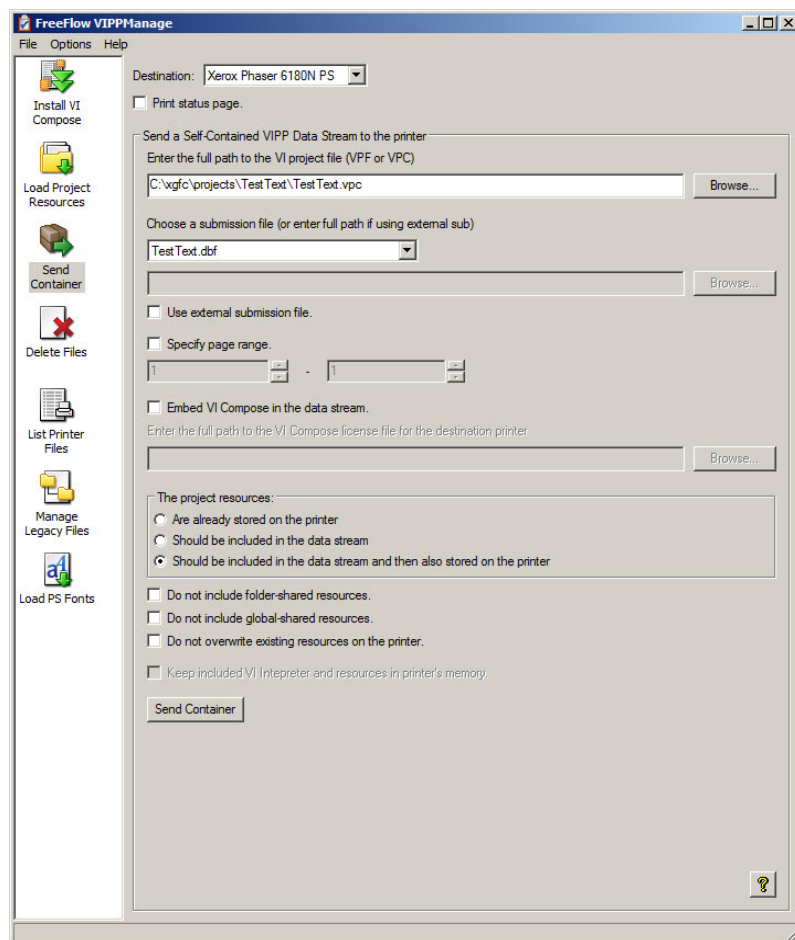 FreeFlow VIPPManage
File Options Help
Install VI
Compose
Load Project
Resources
Send
Container
Delete Files
List Printer
Files
Manage
Legacy Files
Load PS Fonts
Destination: Xerox Phaser 6180N PS
Print status page.
Send a Self-Contained VIPP Data Stream to the printer
Enter the full path to the VI project file (VPF or VPC)
C:\xgfc\projects\TestText\TestText.vpc Browse...
Choose a submission file (or enter full path if using external sub)
TestText.dbf
Browse...
Use external submission file.
Specify page range.
1 - 1
Embed VI Compose in the data stream.
Enter the full path to the VI Compose license file for the destination printer
Browse...
The project resources:
Are already stored on the printer
Should be included in the data stream
Should be included in the data stream and then also stored on the printer
Do not include folder-shared resources.
Do not include global-shared resources.
Do not overwrite existing resources on the printer.
Keep included VI Intepreter and resources in printer's memory.
Send Container
?